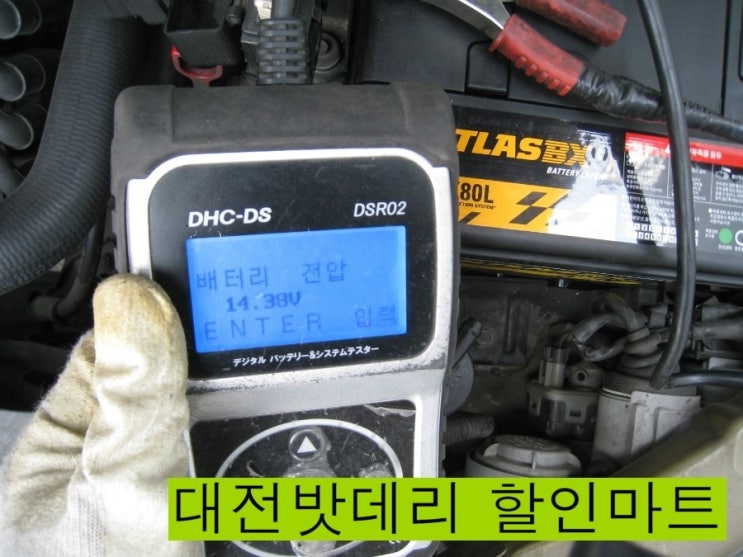 DHC-DS DSR02
배터리 전압
14.38V
ENTER 입력
デジタル バッテリー&システムテスター
TLASBX
BATTERY EXPERT
80L
대전밧데리 할인마트